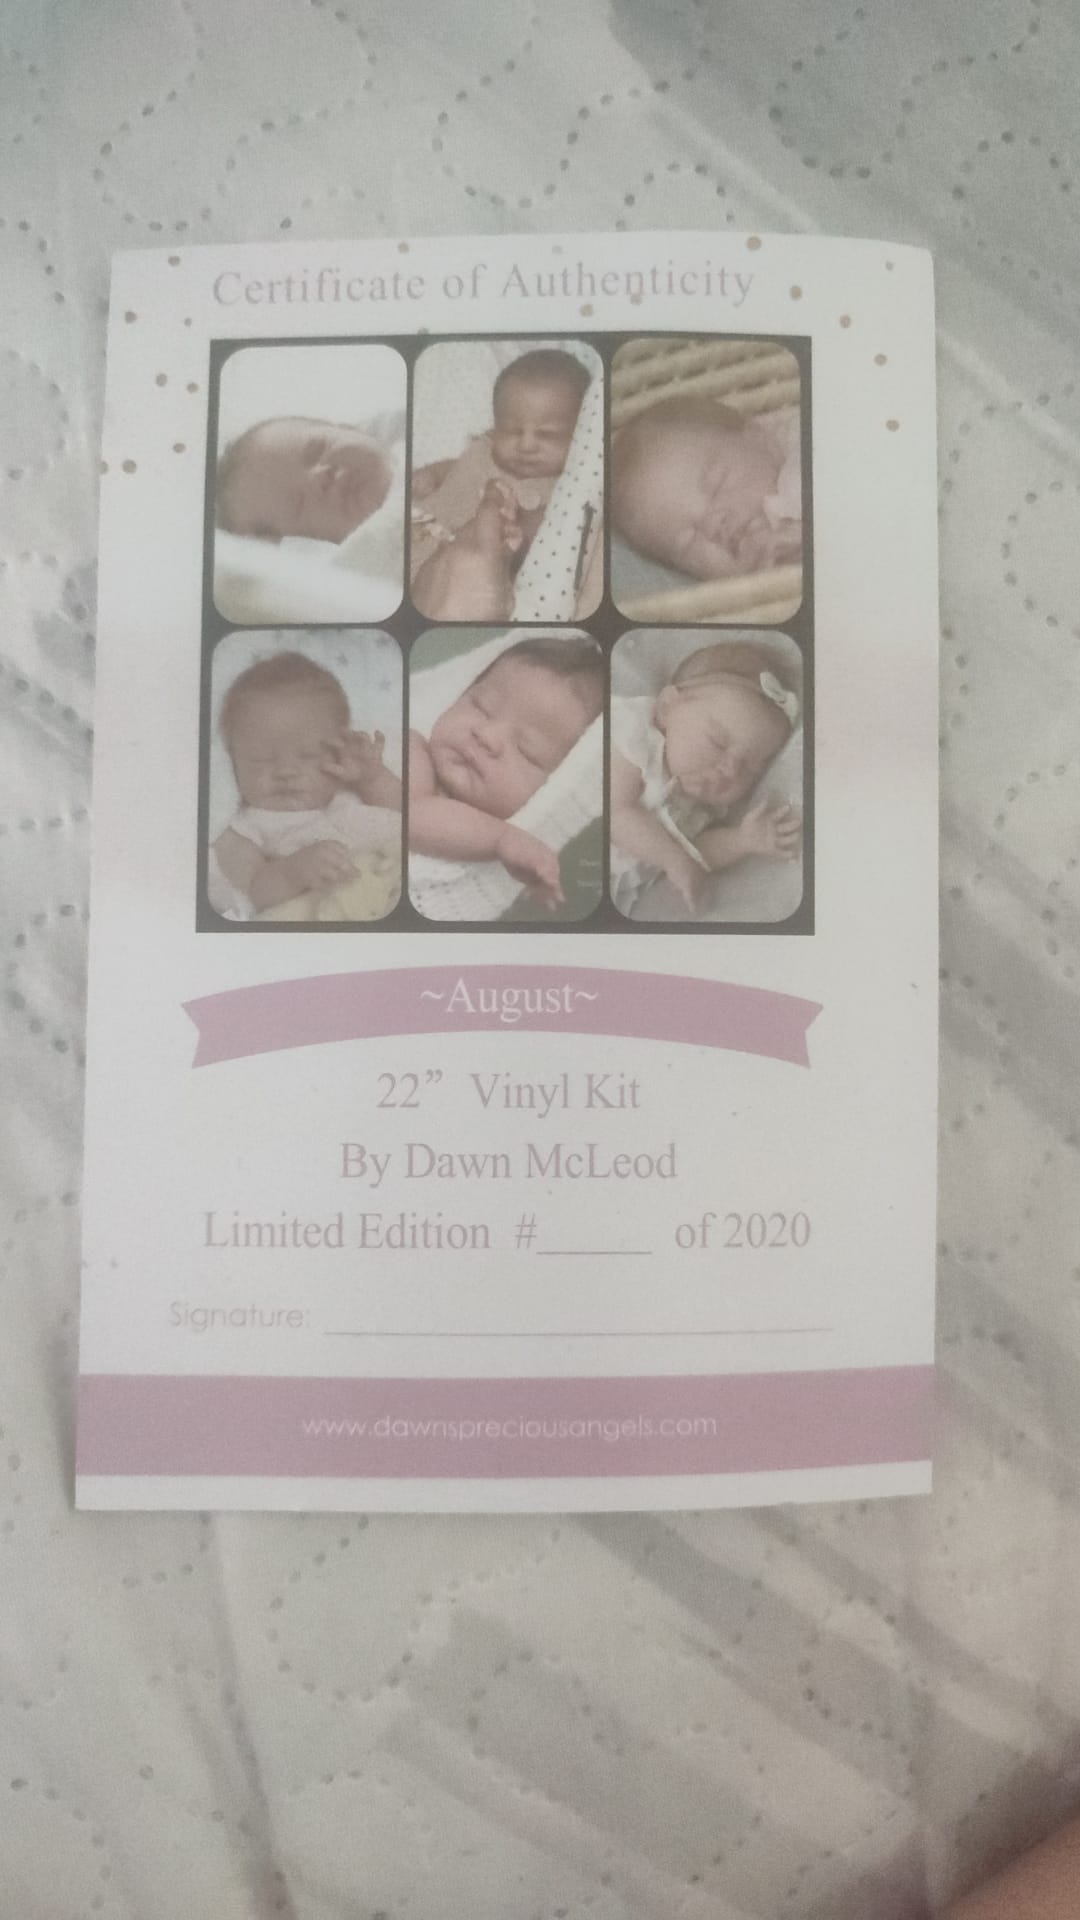 Certificate of Authenticity
~August~
22” Vinyl Kit
By Dawn McLeod
Limited Edition #_____ of 2020
Signature: ____________________
www.dawnspreciousangels.com